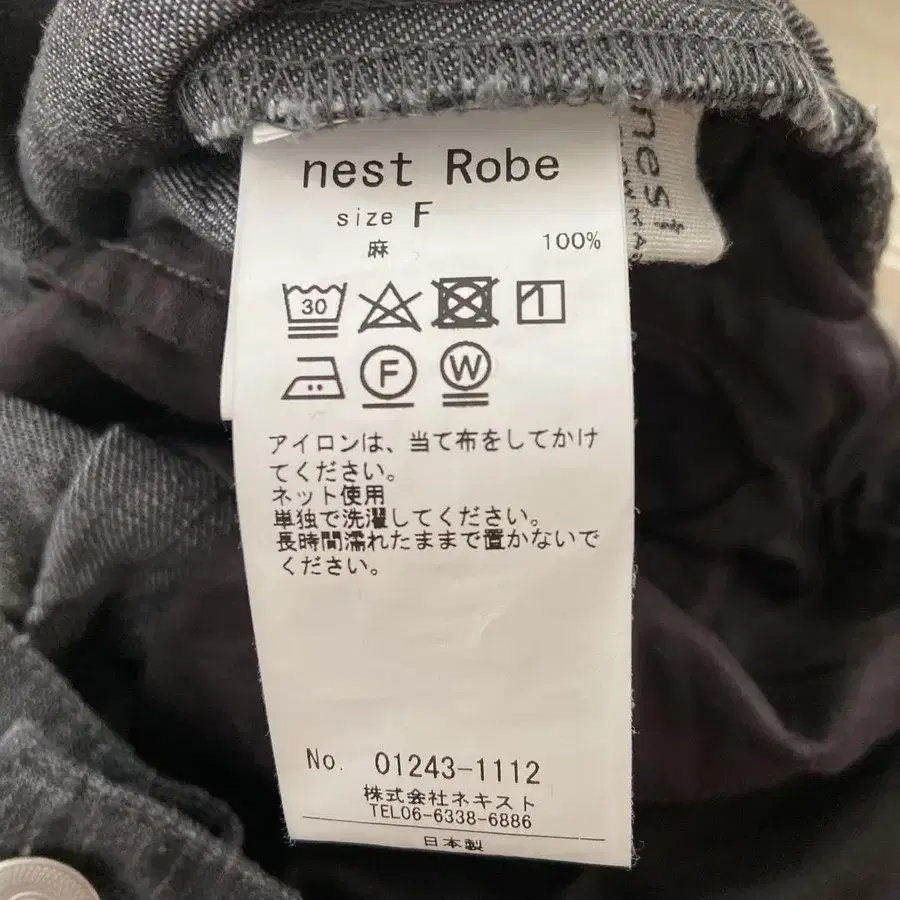 nest Robe
size F
麻 100%
30
F W
アイロンは、当て布をしてかけ
てください。
ネット使用
単独で洗濯してください。
長時間濡れたままで置かないで
ください。
No. 01243-1112
株式会社ネキスト
TEL06-6338-6886
日本製
nest